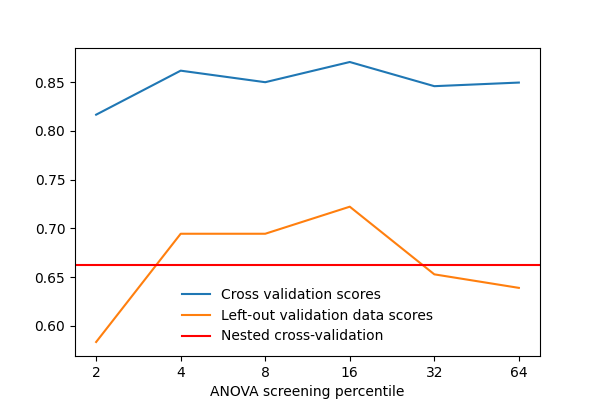 0.85
0.80
0.75
0.70
0.65
0.60
Cross validation scores
Left-out validation data scores
Nested cross-validation
2 4 8 16 32 64
ANOVA screening percentile